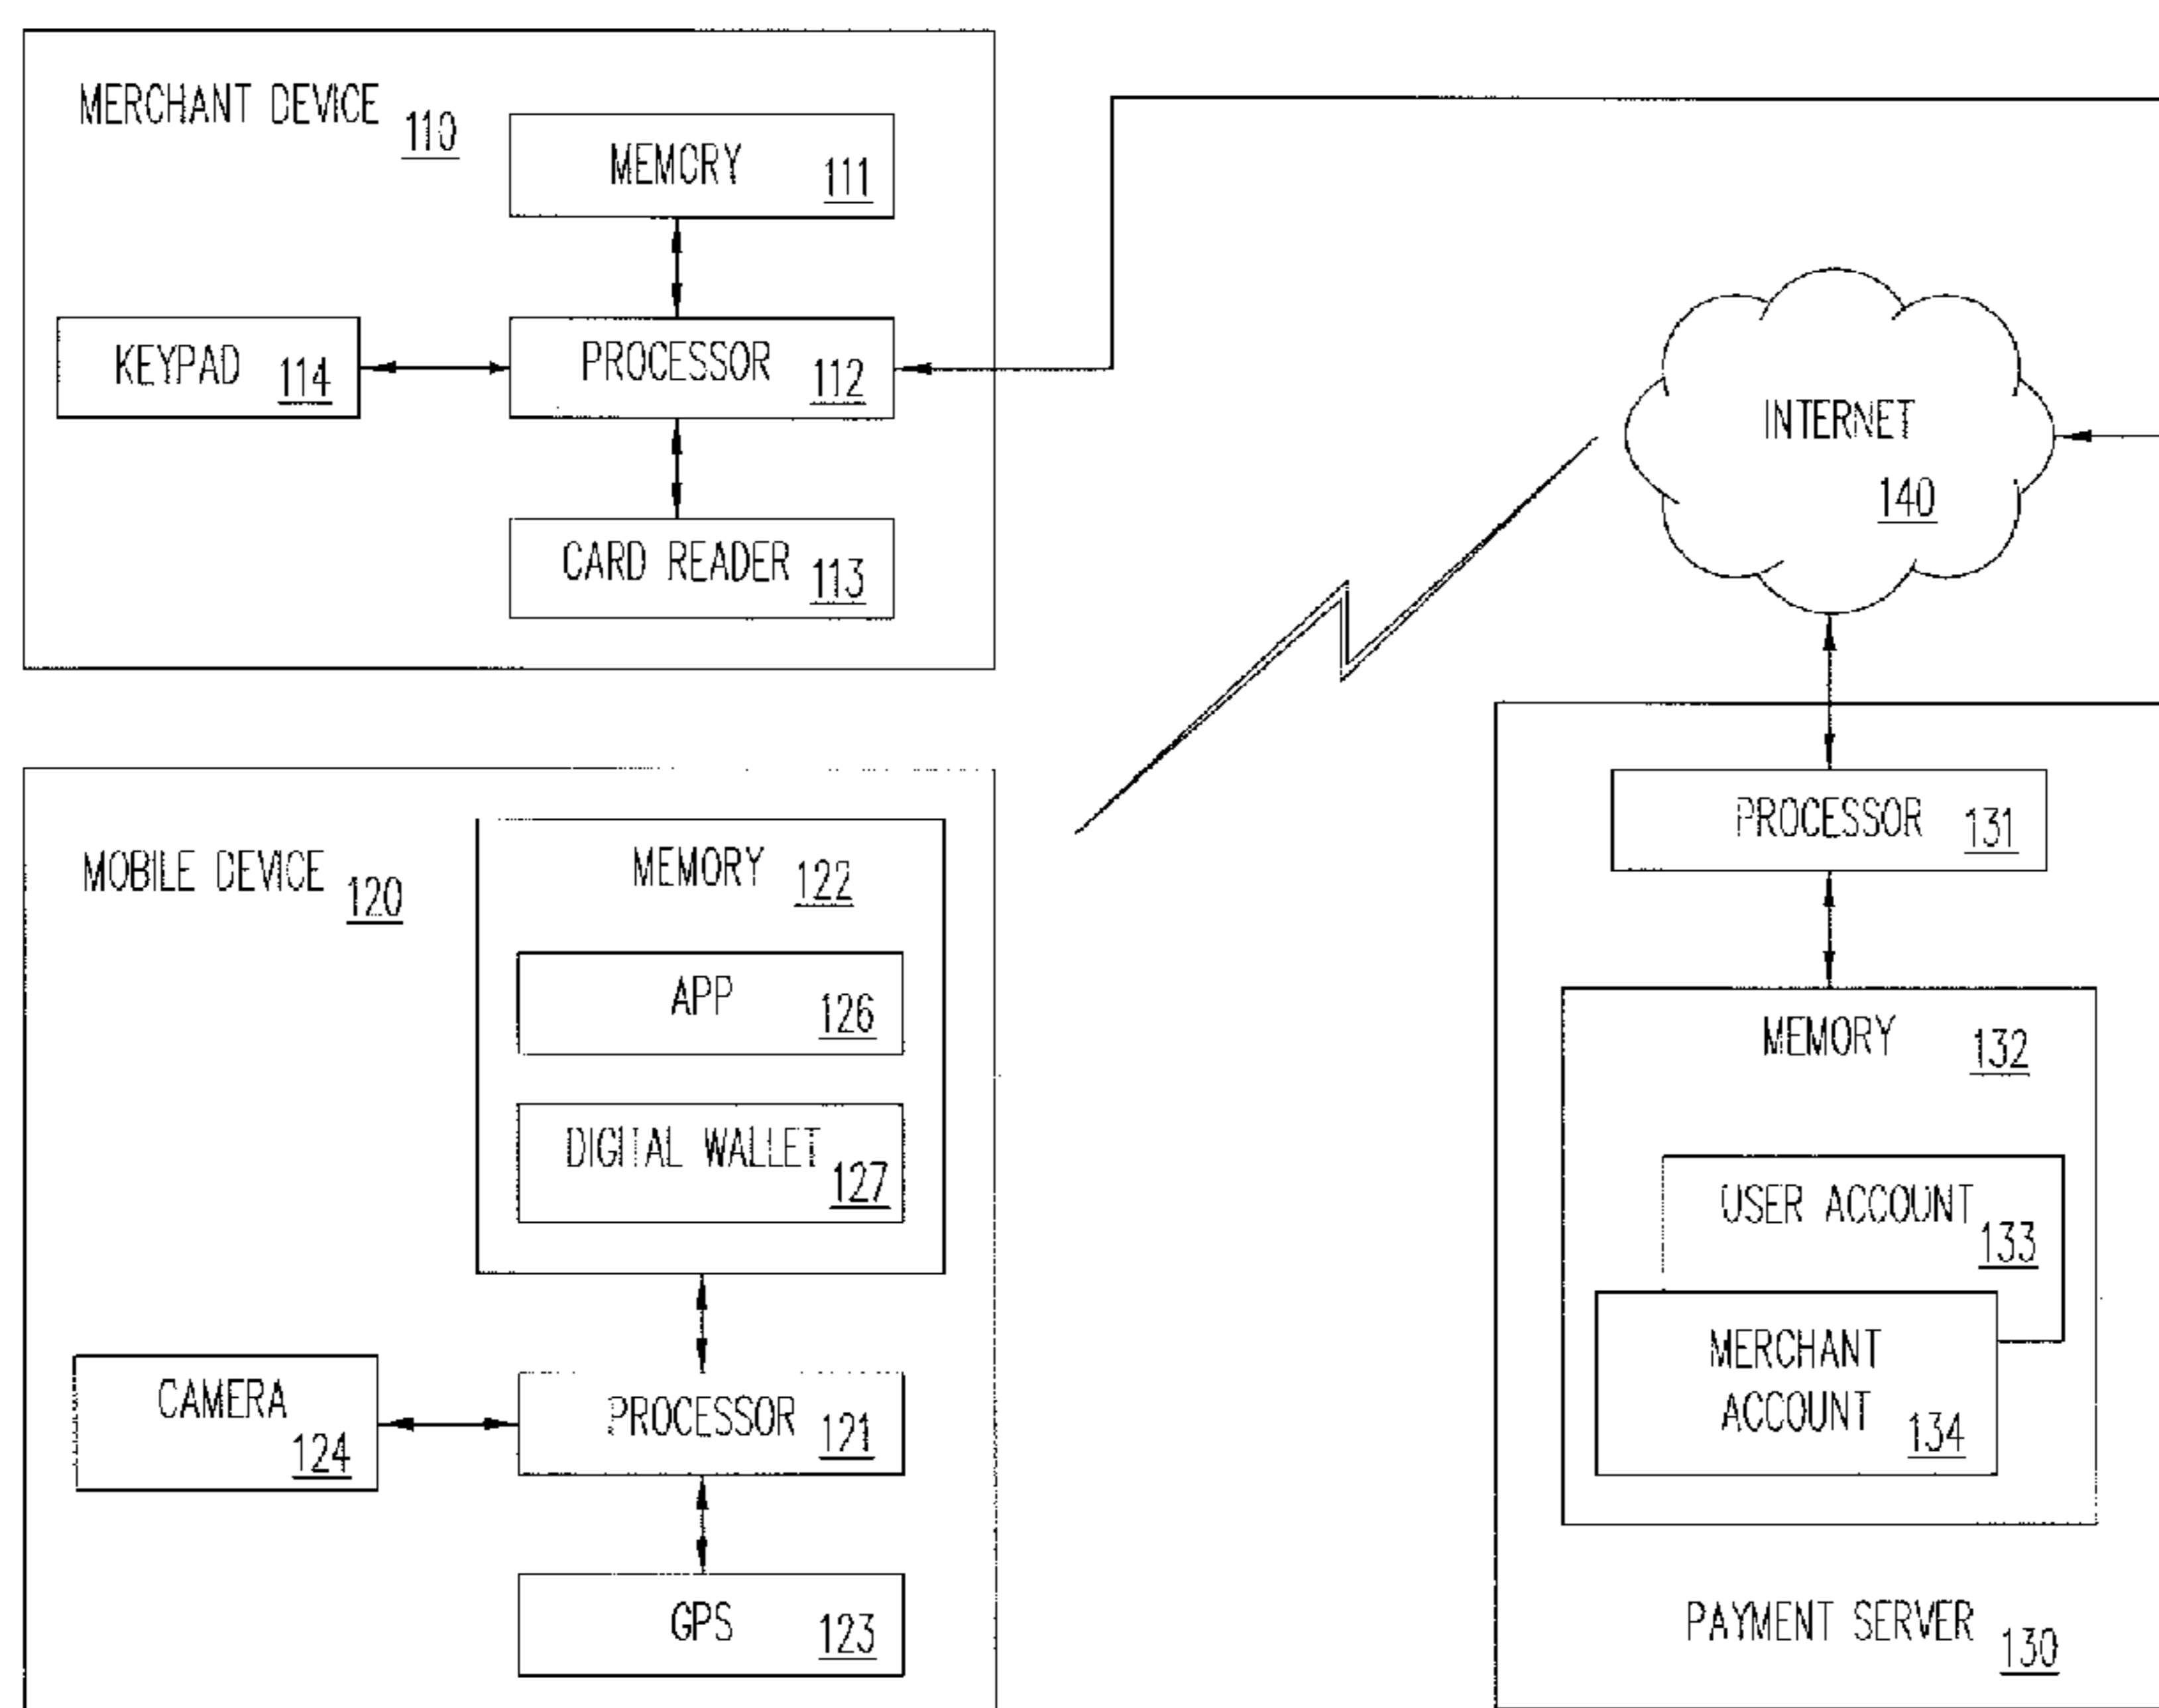 MERCHANT DEVICE 110
MEMORY 111
KEYPAD 114
PROCESSOR 112
CARD READER 113
INTERNET
140
MOBILE DEVICE 120
MEMORY 122
APP 126
DIGITAL WALLET 127
CAMERA
124
PROCESSOR 121
GPS 123
PROCESSOR 131
MEMORY 132
USER ACCOUNT 133
MERCHANT
ACCOUNT 134
PAYMENT SERVER 130